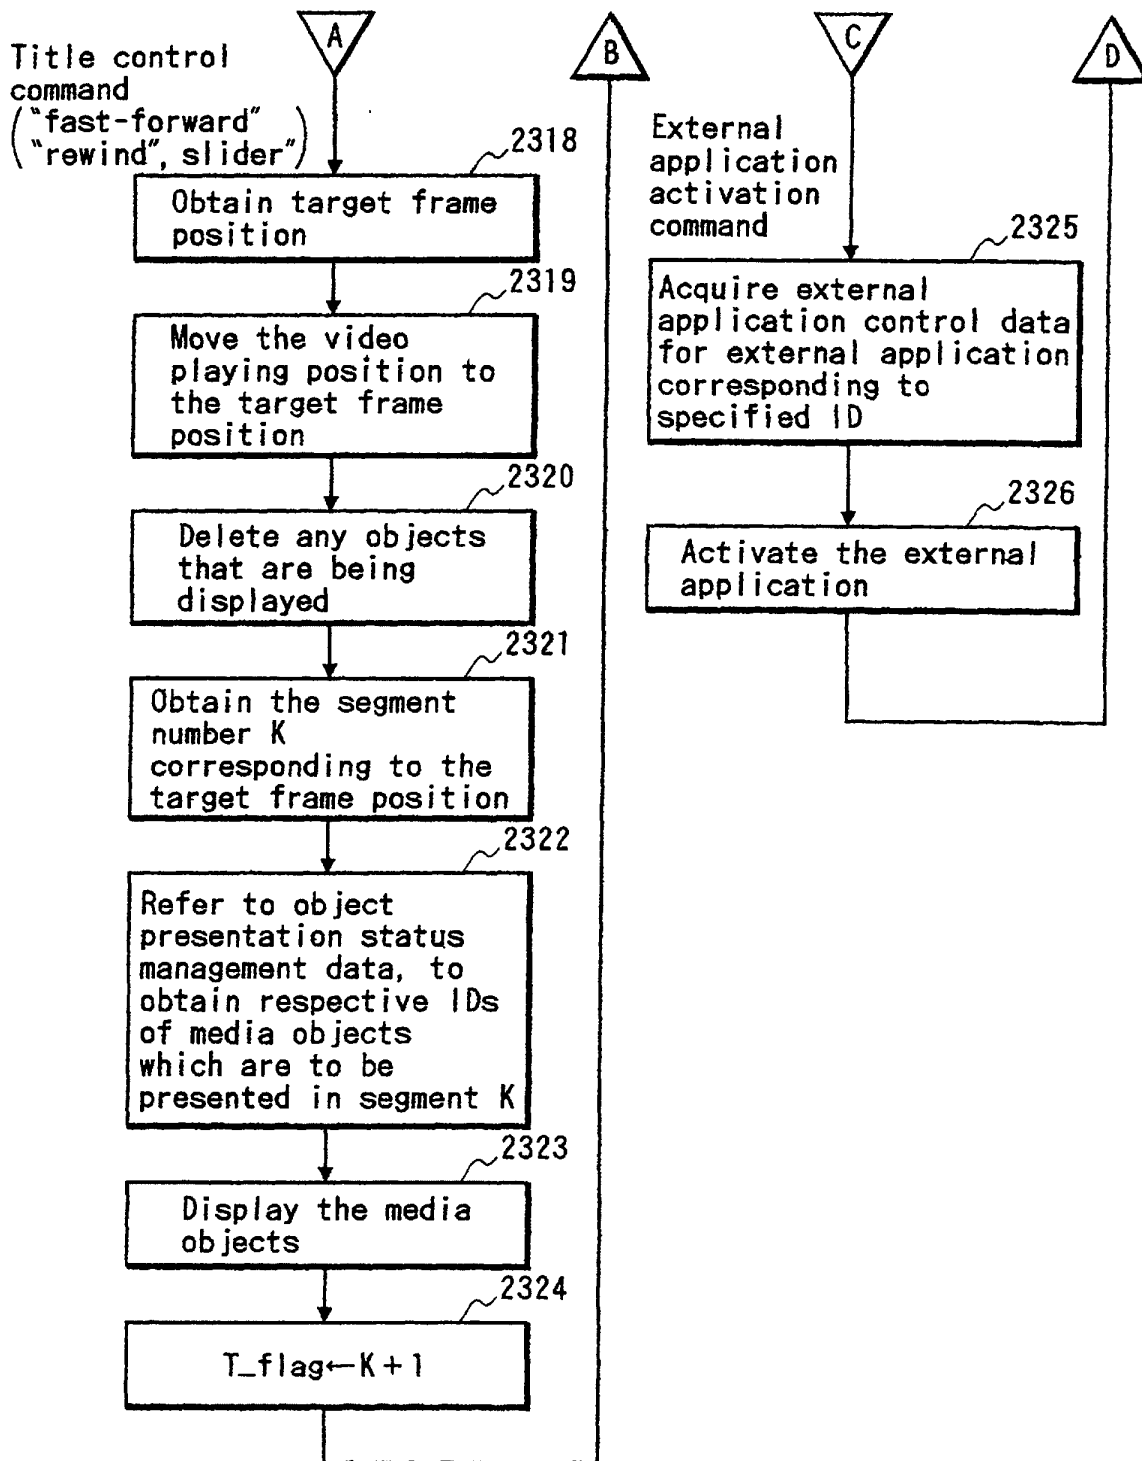 A
B
C
D
Title control
command
("fast-forward"
"rewind", slider")
2318
Obtain target frame
position
2319
Move the video
playing position to
the target frame
position
2320
Delete any objects
that are being
displayed
2321
Obtain the segment
number K
corresponding to the
target frame position
2322
Refer to object
presentation status
management data, to
obtain respective IDs
of media objects
which are to be
presented in segment K
2323
Display the media
objects
2324
T_flag←K+1
External
application
activation
command
2325
Acquire external
application control data
for external application
corresponding to
specified ID
2326
Activate the external
application